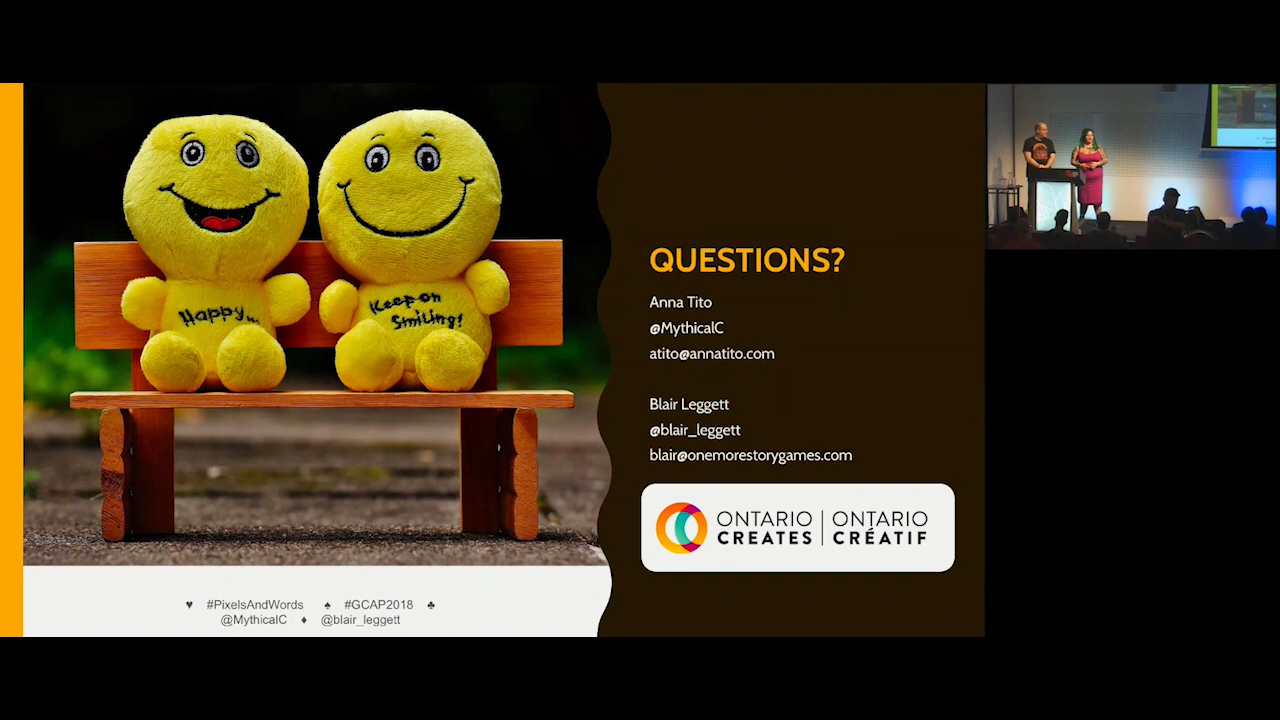 Happy...
Keep on
Smiling!
QUESTIONS?
Anna Tito
@MythicalC
atito@annatito.com
Blair Leggett
@blair_leggett
blair@onemorestorygames.com
ONTARIO CREATES | ONTARIO CRÉATIF
♥ #PixelsAndWords ♠ #GCAP2018 ♣
@MythicalC ♦ @blair_leggett